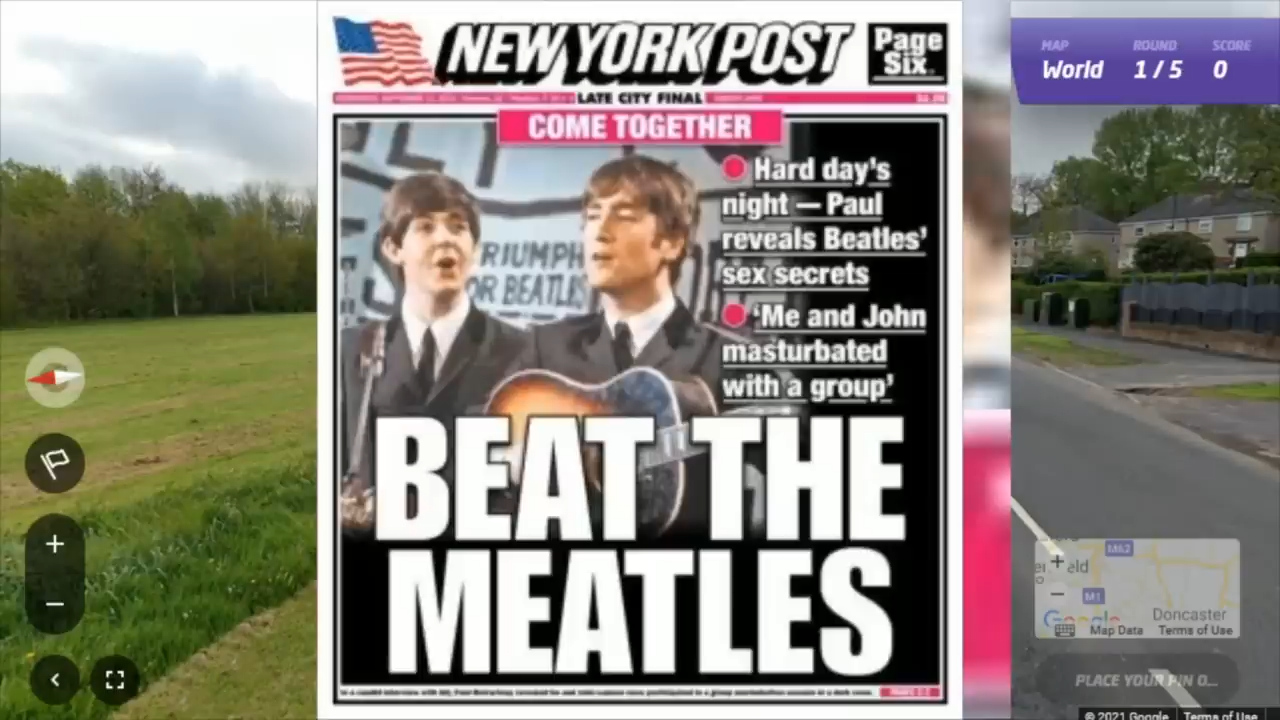 NEW YORK POST
Page
Six.
LATE CITY FINAL
COME TOGETHER
TRIUMPH
FOR BEATLES
Hard day's
night — Paul
reveals Beatles'
sex secrets
'Me and John
masturbated
with a group'
BEAT THE
MEATLES
MAP
ROUND
SCORE
World
1 / 5
0
M62
M1
Doncaster
Google
Map Data
Terms of Use
PLACE YOUR PIN O...
© 2021 Google
Terms of Use